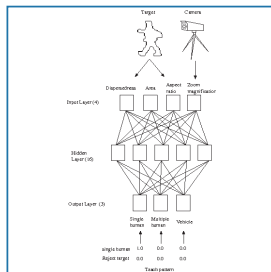 Target Camera
Dispersedness Area Aspect ratio Zoom magnification
Input Layer (4)
Hidden Layer (16)
Output Layer (3)
Single human Multiple human Vehicle
single human 1.0 0.0 0.0
Reject target 0.0 0.0 0.0
Teach pattern